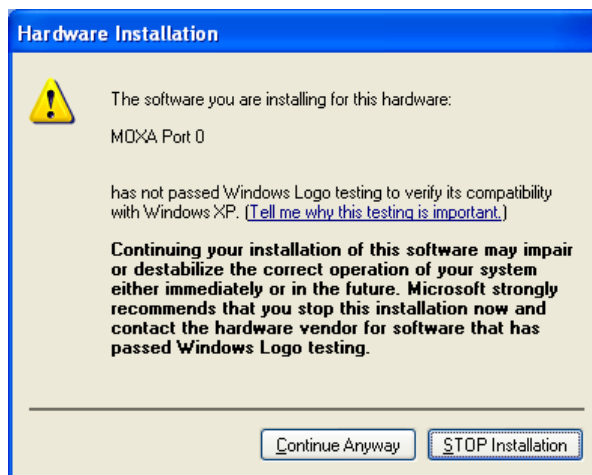 Hardware Installation
The software you are installing for this hardware:
MOXA Port 0
has not passed Windows Logo testing to verify its compatibility
with Windows XP. (Tell me why this testing is important.)
Continuing your installation of this software may impair
or destabilize the correct operation of your system
either immediately or in the future. Microsoft strongly
recommends that you stop this installation now and
contact the hardware vendor for software that has
passed Windows Logo testing.
Continue Anyway
STOP Installation